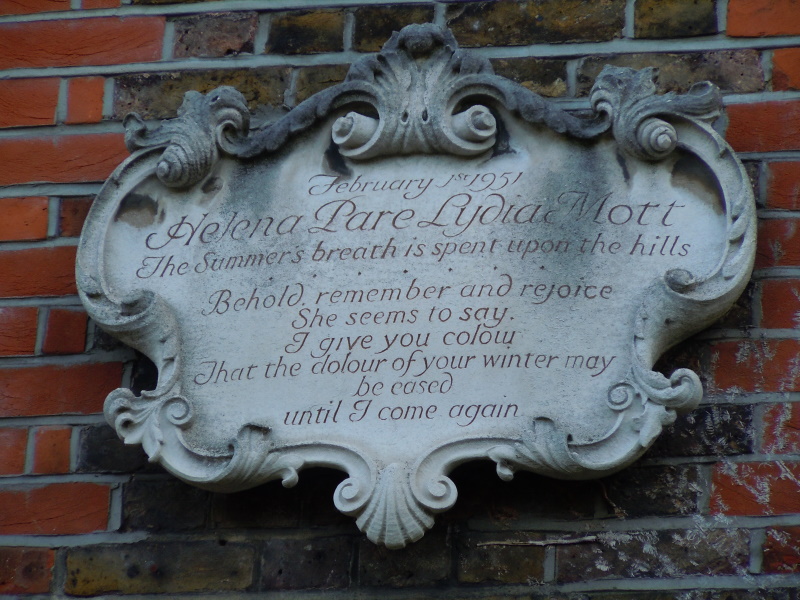 February 1st 1951
Helena Pare Lydia Mott
The Summer's breath is spent upon the hills
Behold, remember and rejoice
She seems to say.
I give you colour
That the dolour of your winter may
be eased
until I come again